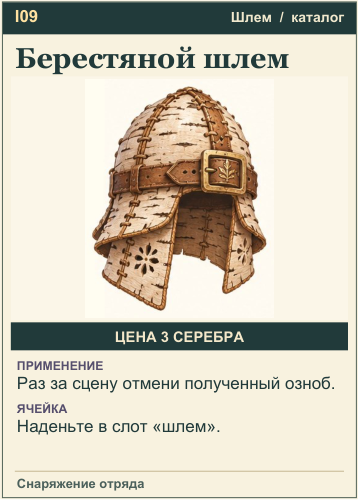 I09
Шлем / каталог
Берестяной шлем
ЦЕНА 3 СЕРЕБРА
ПРИМЕНЕНИЕ
Раз за сцену отмени полученный озноб.
ЯЧЕЙКА
Наденьте в слот «шлем».
Снаряжение отряда